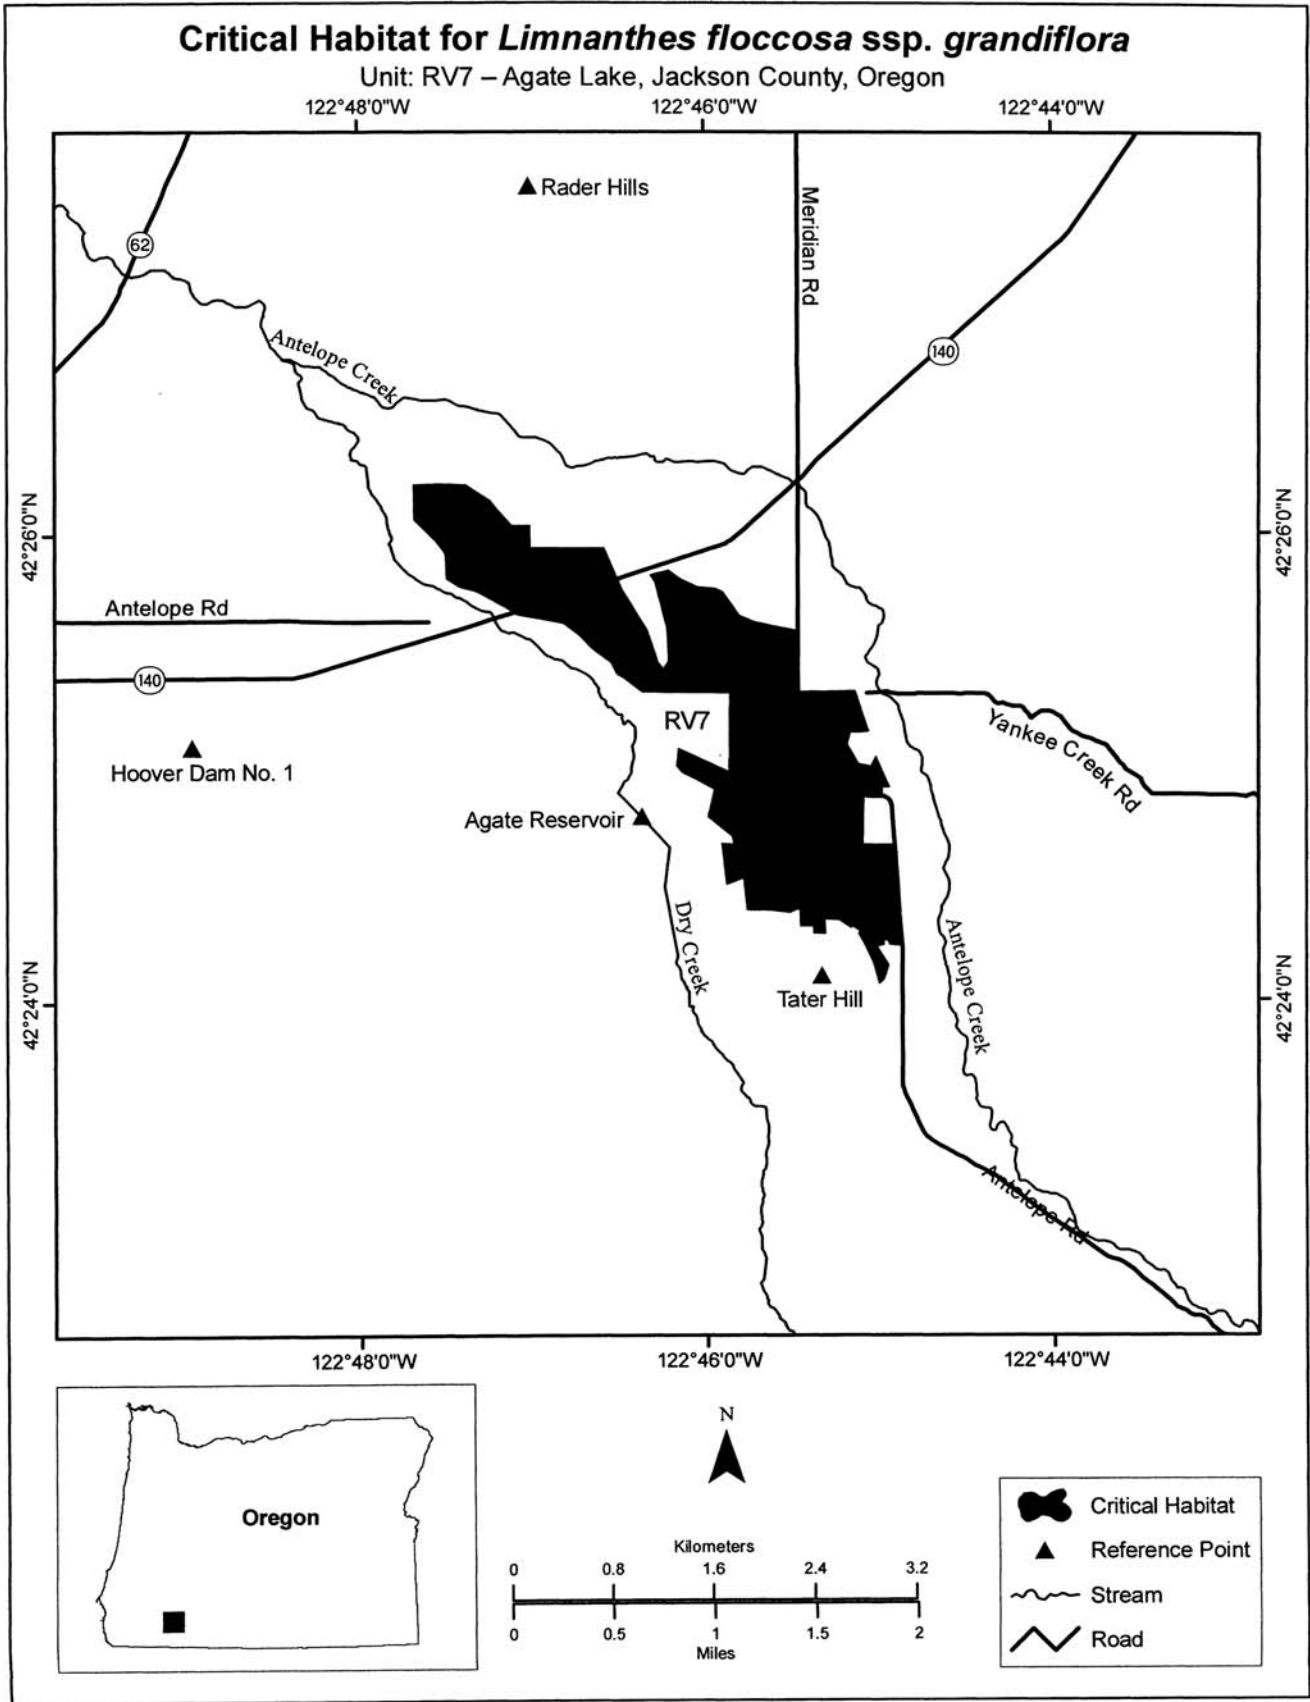 Critical Habitat for Limnanthes floccosa ssp. grandiflora
Unit: RV7 – Agate Lake, Jackson County, Oregon
122°48'0"W
122°46'0"W
122°44'0"W
Rader Hills
Meridian Rd
62
140
Antelope Creek
42°26'0"N
42°26'0"N
Antelope Rd
140
RV7
Yankee Creek Rd
Hoover Dam No. 1
Agate Reservoir
Dry Creek
Antelope Creek
42°24'0"N
42°24'0"N
Tater Hill
Antelope Rd
122°48'0"W
122°46'0"W
122°44'0"W
Oregon
N
Kilometers
0 0.8 1.6 2.4 3.2
0 0.5 1 1.5 2
Miles
Critical Habitat
Reference Point
Stream
Road